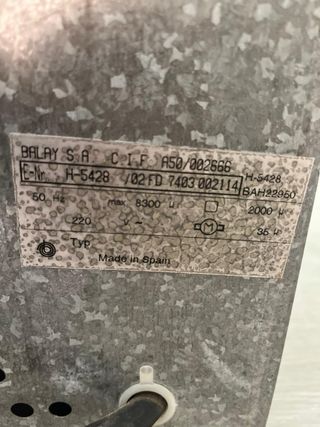 BALAY S.A. C.I.F. A50/002666
E-Nr. H-5428 /02 FD 7403 002114
H-5428
BAH22950
50 Hz max 8300 W 2000 W
220 V ~ M 35 W
Typ
Made in Spain